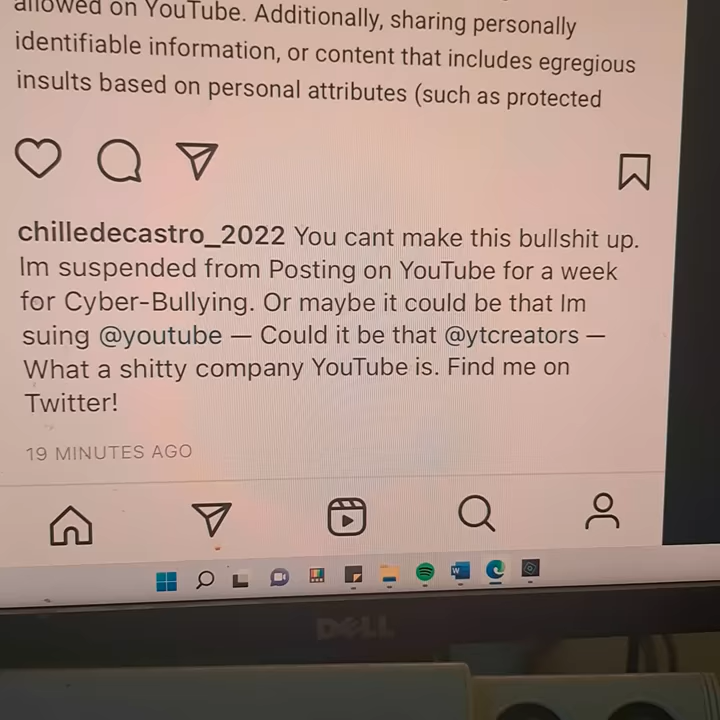 allowed on YouTube. Additionally, sharing personally
identifiable information, or content that includes egregious
insults based on personal attributes (such as protected
chilledecastro_2022 You cant make this bullshit up.
Im suspended from Posting on YouTube for a week
for Cyber-Bullying. Or maybe it could be that Im
suing @youtube — Could it be that @ytcreators —
What a shitty company YouTube is. Find me on
Twitter!
19 MINUTES AGO
DELL